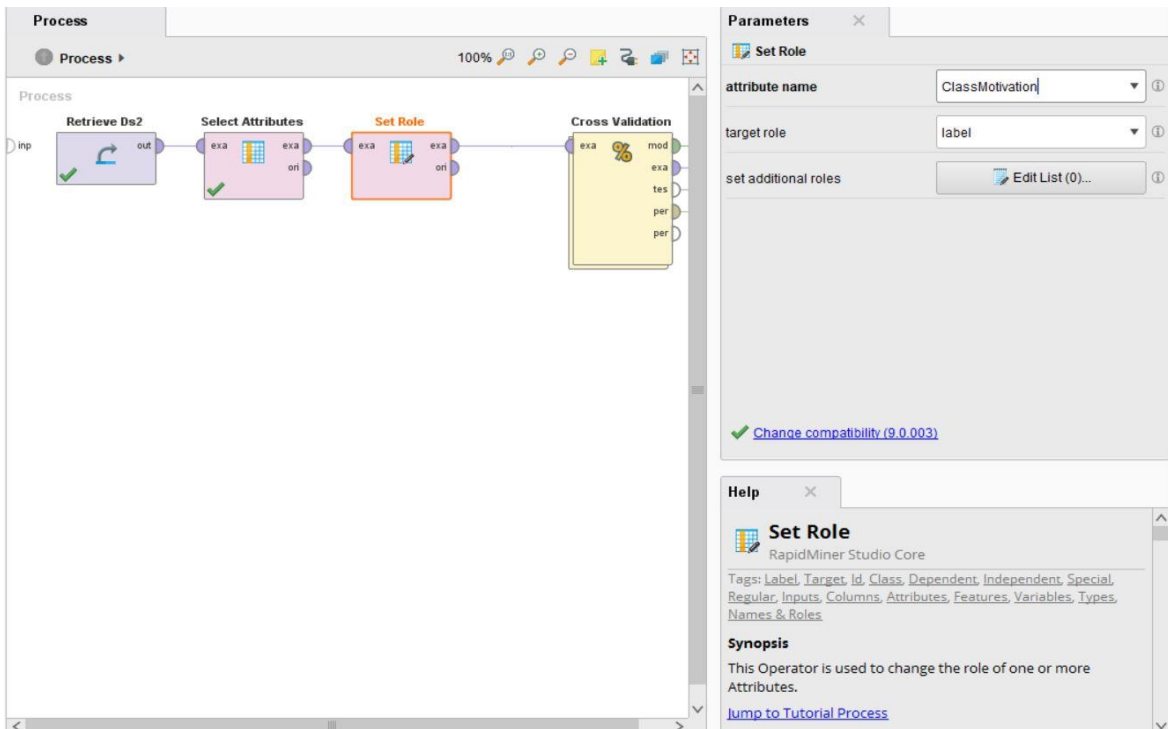 Process
Process
100%
Process
Retrieve Ds2
Select Attributes
Set Role
Cross Validation
inp
out
exa
exa
ori
exa
exa
ori
exa
mod
exa
tes
per
per
Parameters
Set Role
attribute name
ClassMotivation
target role
label
set additional roles
Edit List (0)...
Change compatibility (9.0.003)
Help
Set Role
RapidMiner Studio Core
Tags: Label, Target, Id, Class, Dependent, Independent, Special,
Regular, Inputs, Columns, Attributes, Features, Variables, Types,
Names & Roles
Synopsis
This Operator is used to change the role of one or more
Attributes.
Jump to Tutorial Process